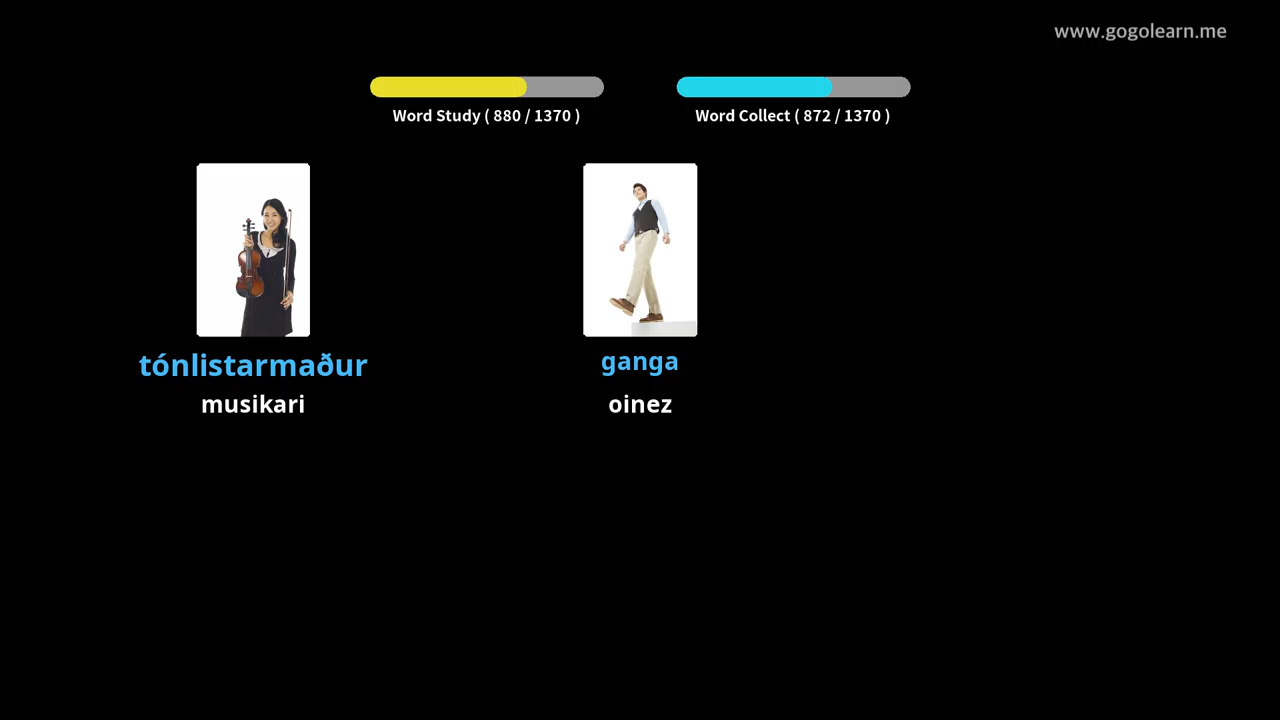 www.gogolearn.me
Word Study ( 880 / 1370 )
Word Collect ( 872 / 1370 )
tónlistarmaður
musikari
ganga
oinez